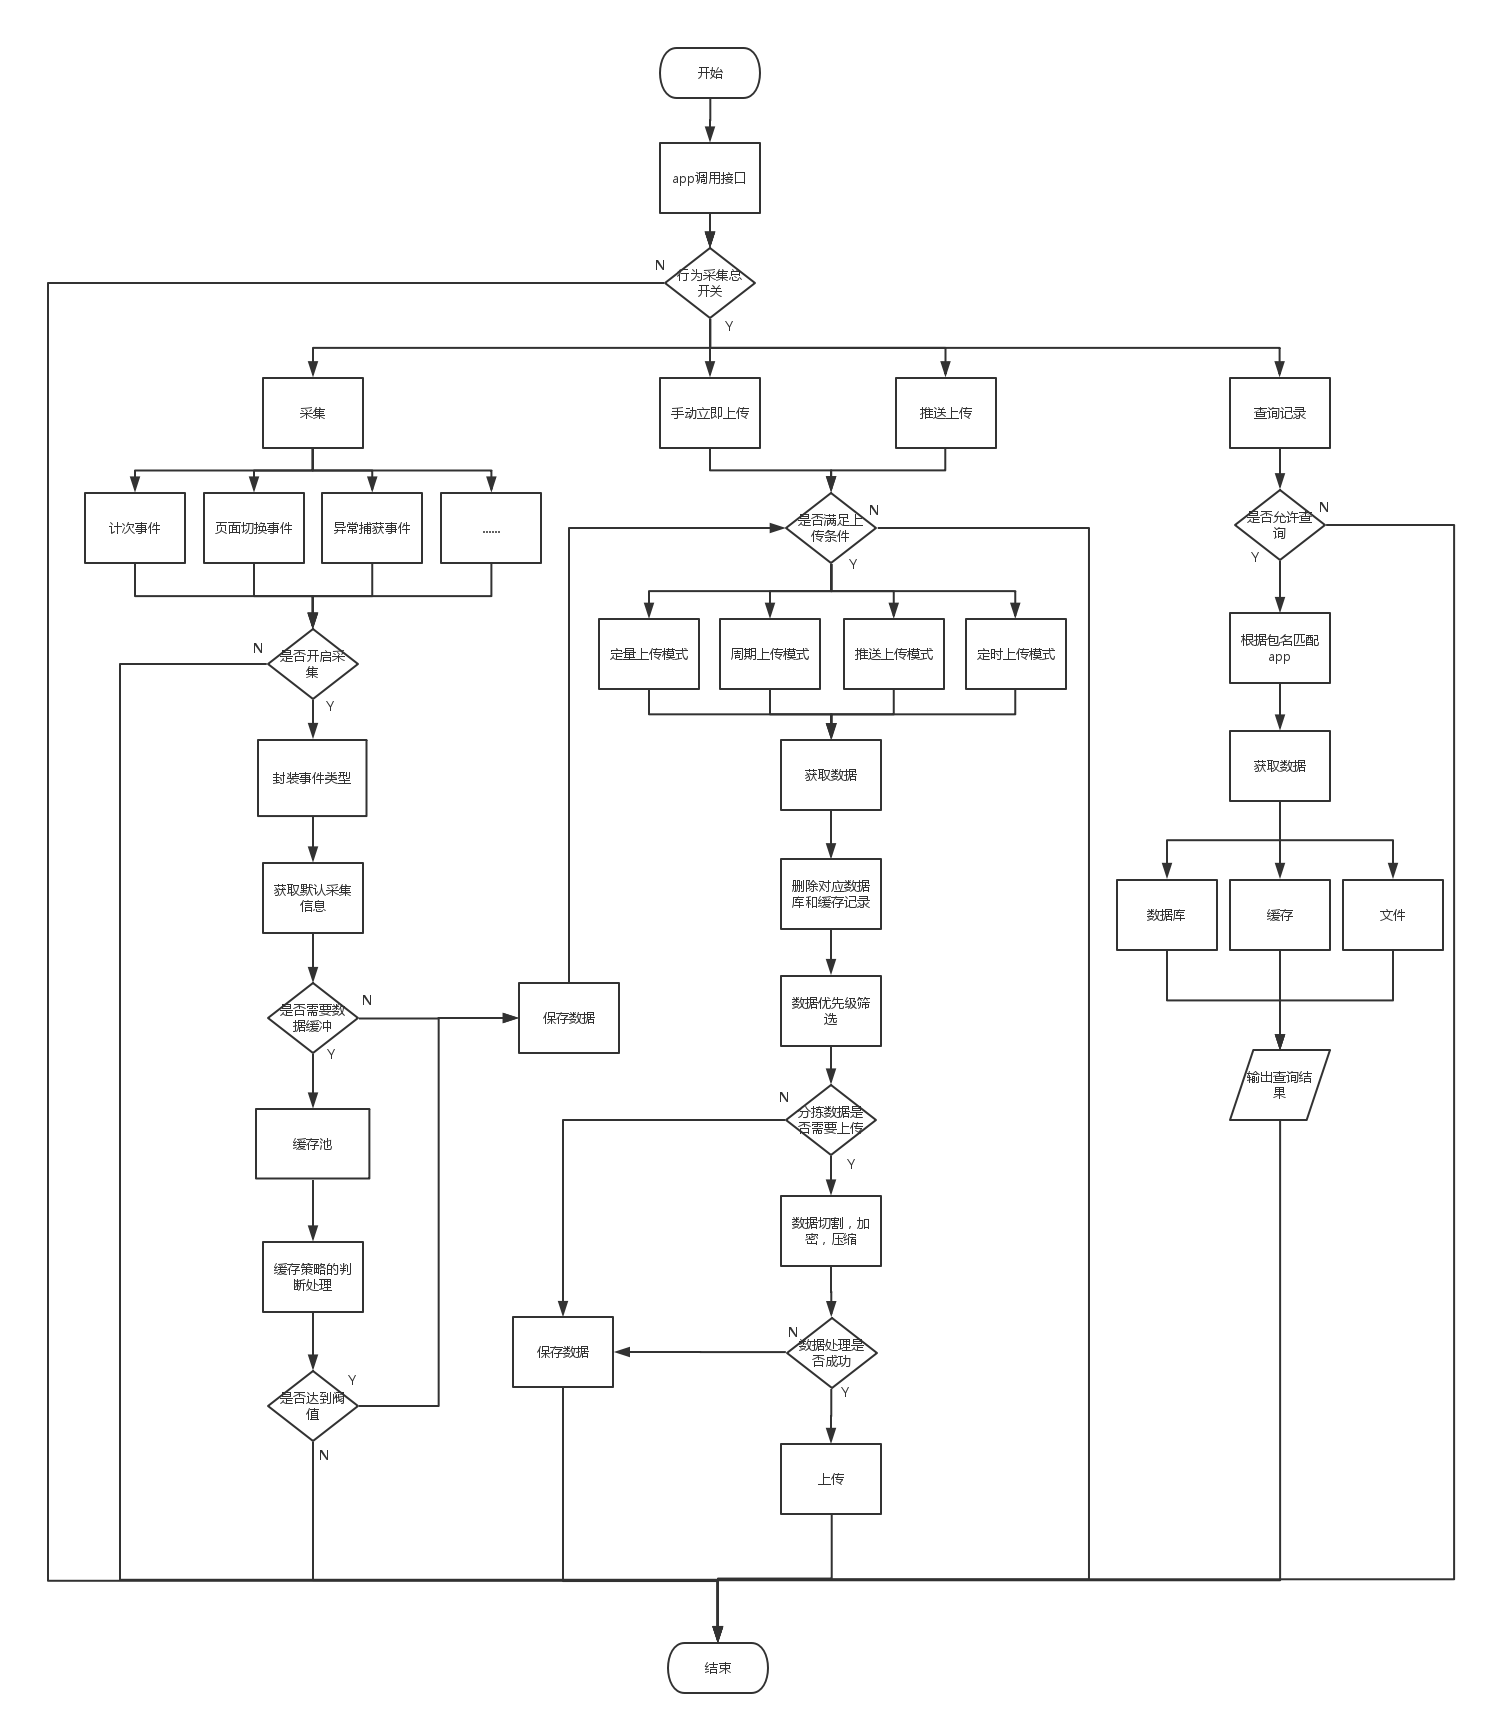 开始
app调用接口
N
行为采集总
开关
Y
采集
手动立即上传
推送上传
查询记录
计次事件
页面切换事件
异常捕获事件
......
是否满足上
传条件
N
Y
是否允许查
询
N
Y
N
是否开启采
集
Y
定量上传模式
周期上传模式
推送上传模式
定时上传模式
根据包名匹配
app
封装事件类型
获取数据
获取数据
获取默认采集
信息
删除对应数据
库和缓存记录
数据库
缓存
文件
是否需要数
据缓冲
N
Y
保存数据
数据优先级筛
选
输出查询结
果
缓存池
N
分拣数据是
否需要上传
Y
缓存策略的判
断处理
数据切割，加
密，压缩
是否达到阀
值
Y
N
保存数据
N
数据处理是
否成功
Y
上传
结束